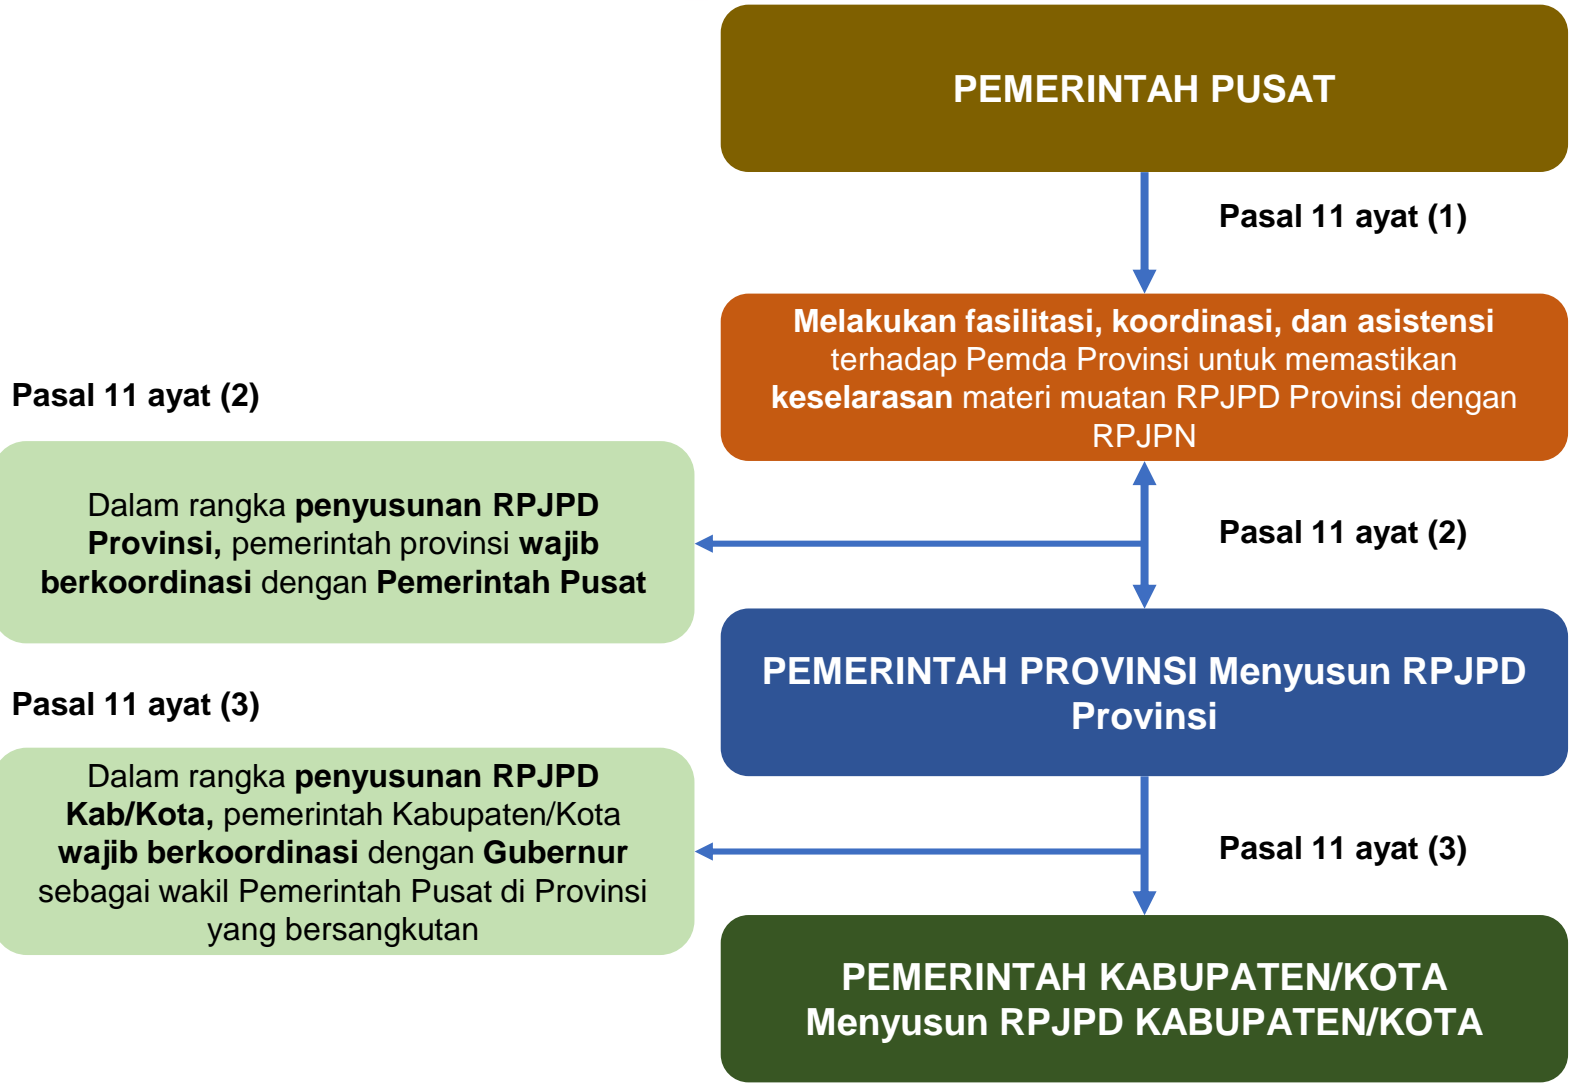 PEMERINTAH PUSAT
Pasal 11 ayat (1)
Melakukan fasilitasi, koordinasi, dan asistensi
terhadap Pemda Provinsi untuk memastikan
keselarasan materi muatan RPJPD Provinsi dengan
RPJPN
Pasal 11 ayat (2)
Dalam rangka penyusunan RPJPD
Provinsi, pemerintah provinsi wajib
berkoordinasi dengan Pemerintah Pusat
Pasal 11 ayat (2)
PEMERINTAH PROVINSI Menyusun RPJPD
Provinsi
Pasal 11 ayat (3)
Dalam rangka penyusunan RPJPD
Kab/Kota, pemerintah Kabupaten/Kota
wajib berkoordinasi dengan Gubernur
sebagai wakil Pemerintah Pusat di Provinsi
yang bersangkutan
Pasal 11 ayat (3)
PEMERINTAH KABUPATEN/KOTA
Menyusun RPJPD KABUPATEN/KOTA